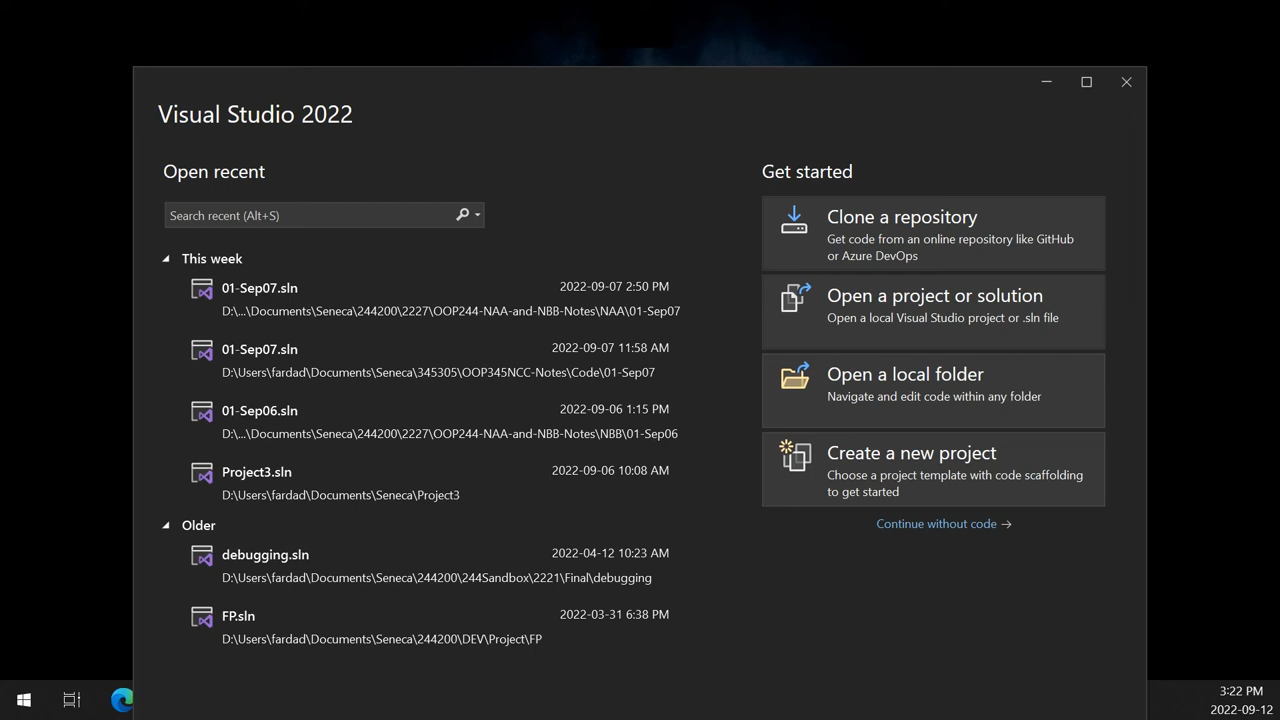 Visual Studio 2022
Open recent
Search recent (Alt+S)
This week
01-Sep07.sln 2022-09-07 2:50 PM
D:\...\Documents\Seneca\244200\2227\OOP244-NAA-and-NBB-Notes\NAA\01-Sep07
01-Sep07.sln 2022-09-07 11:58 AM
D:\Users\fardad\Documents\Seneca\345305\OOP345NCC-Notes\Code\01-Sep07
01-Sep06.sln 2022-09-06 1:15 PM
D:\...\Documents\Seneca\244200\2227\OOP244-NAA-and-NBB-Notes\NBB\01-Sep06
Project3.sln 2022-09-06 10:08 AM
D:\Users\fardad\Documents\Seneca\Project3
Older
debugging.sln 2022-04-12 10:23 AM
D:\Users\fardad\Documents\Seneca\244200\244Sandbox\2221\Final\debugging
FP.sln 2022-03-31 6:38 PM
D:\Users\fardad\Documents\Seneca\244200\DEV\Project\FP
Get started
Clone a repository
Get code from an online repository like GitHub
or Azure DevOps
Open a project or solution
Open a local Visual Studio project or .sln file
Open a local folder
Navigate and edit code within any folder
Create a new project
Choose a project template with code scaffolding
to get started
Continue without code →
3:22 PM
2022-09-12